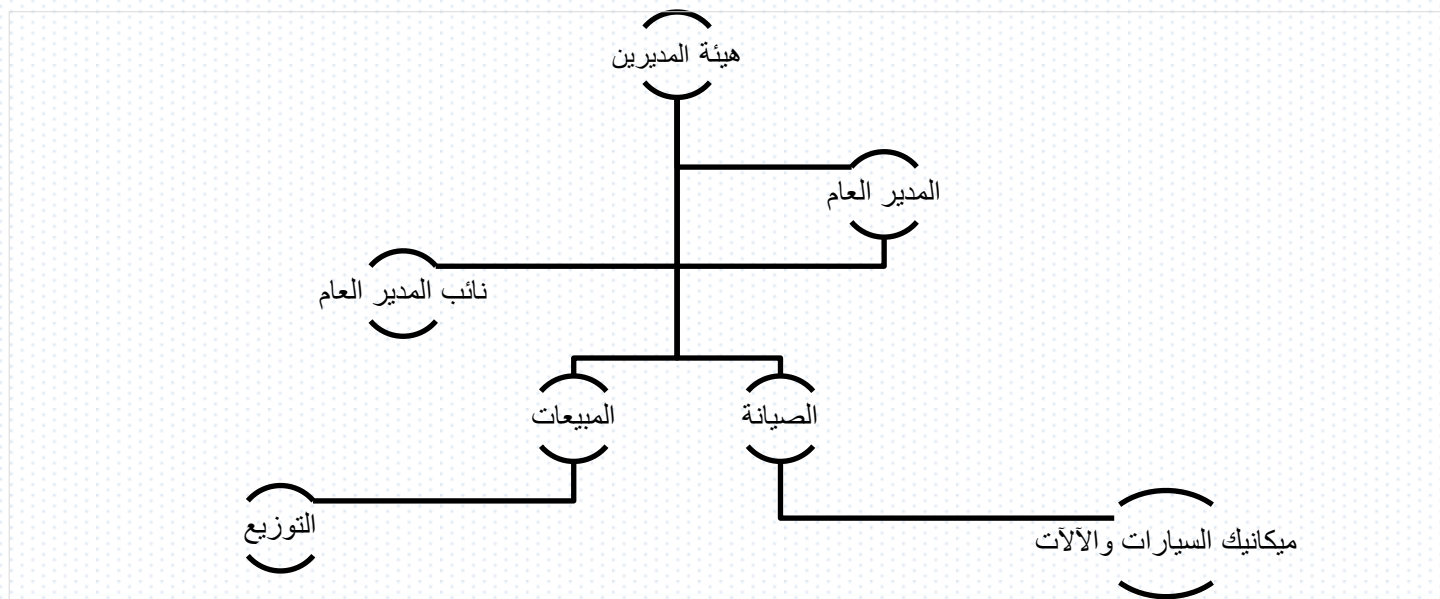 هيئة المديرين
المدير العام
نائب المدير العام
الصيانة
المبيعات
التوزيع
ميكانيك السيارات والآلآت